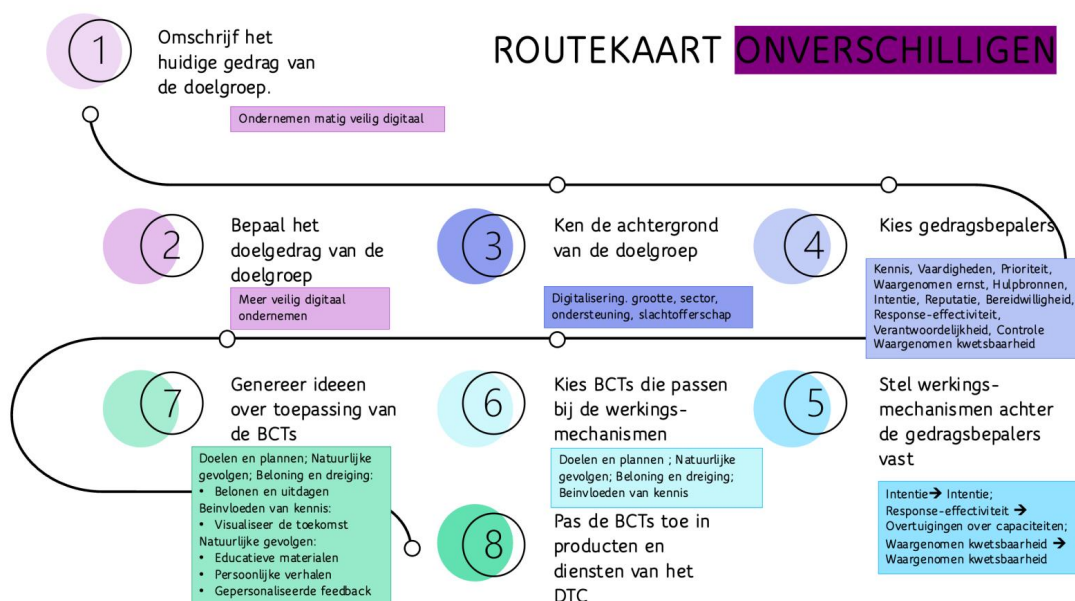 ROUTEKAART ONVERSCHILLIGEN
1
Omschrijf het
huidige gedrag van
de doelgroep.
Ondernemen matig veilig digitaal
2
Bepaal het
doelgedrag van de
doelgroep
Meer veilig digitaal
ondernemen
3
Ken de achtergrond
van de doelgroep
Digitalisering. grootte, sector,
ondersteuning, slachtofferschap
4
Kies gedragsbepalers
Kennis, Vaardigheden, Prioriteit,
Waargenomen ernst, Hulpbronnen,
Intentie, Reputatie, Bereidwilligheid,
Response-effectiviteit,
Verantwoordelijkheid, Controle
Waargenomen kwetsbaarheid
5
Stel werkings-
mechanismen achter
de gedragsbepalers
vast
Intentie➔ Intentie;
Response-effectiviteit ➔
Overtuigingen over capaciteiten;
Waargenomen kwetsbaarheid ➔
Waargenomen kwetsbaarheid
6
Kies BCTs die passen
bij de werkings-
mechanismen
Doelen en plannen ; Natuurlijke
gevolgen; Beloning en dreiging;
Beinvloeden van kennis
7
Genereer ideeen
over toepassing van
de BCTs
Doelen en plannen; Natuurlijke
gevolgen; Beloning en dreiging:
• Belonen en uitdagen
Beinvloeden van kennis:
• Visualiseer de toekomst
Natuurlijke gevolgen:
• Educatieve materialen
• Persoonlijke verhalen
• Gepersonaliseerde feedback
8
Pas de BCTs toe in
producten en
diensten van het
DTC